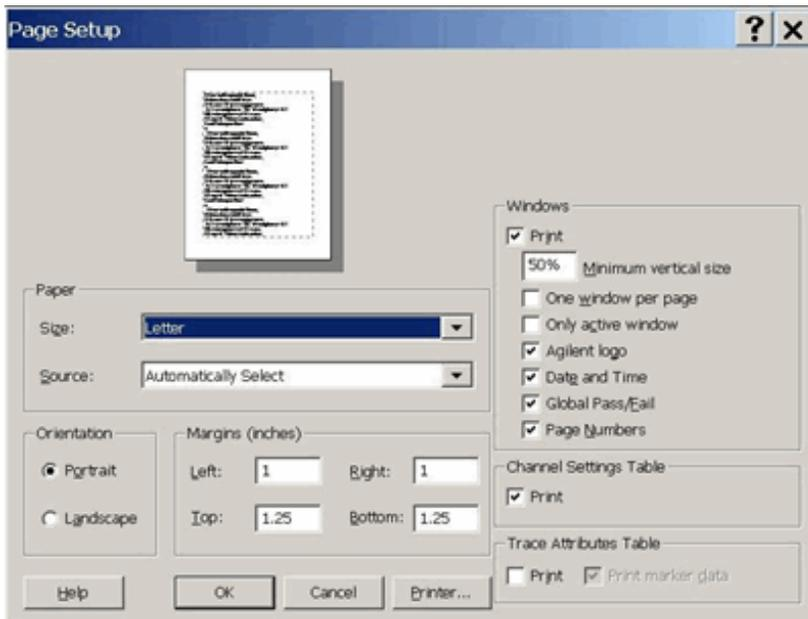 Page Setup
Paper
Size: Letter
Source: Automatically Select
Orientation
Portrait
Landscape
Margins (inches)
Left: 1 Right: 1
Top: 1.25 Bottom: 1.25
Help OK Cancel Printer...
Windows
Print
50% Minimum vertical size
One window per page
Only active window
Agilent logo
Date and Time
Global Pass/Fail
Page Numbers
Channel Settings Table
Print
Trace Attributes Table
Print Print marker data